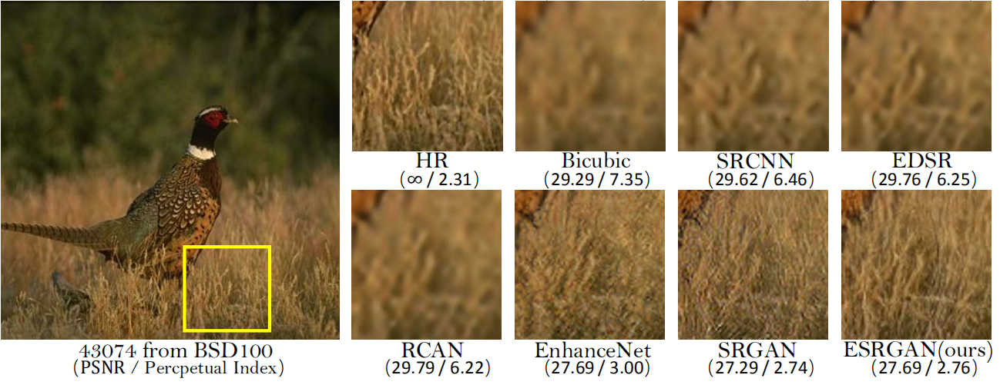 HR
(∞ / 2.31)
Bicubic
(29.29 / 7.35)
SRCNN
(29.62 / 6.46)
EDSR
(29.76 / 6.25)
43074 from BSD100
(PSNR / Percpetual Index)
RCAN
(29.79 / 6.22)
EnhanceNet
(27.69 / 3.00)
SRGAN
(27.29 / 2.74)
ESRGAN(ours)
(27.69 / 2.76)